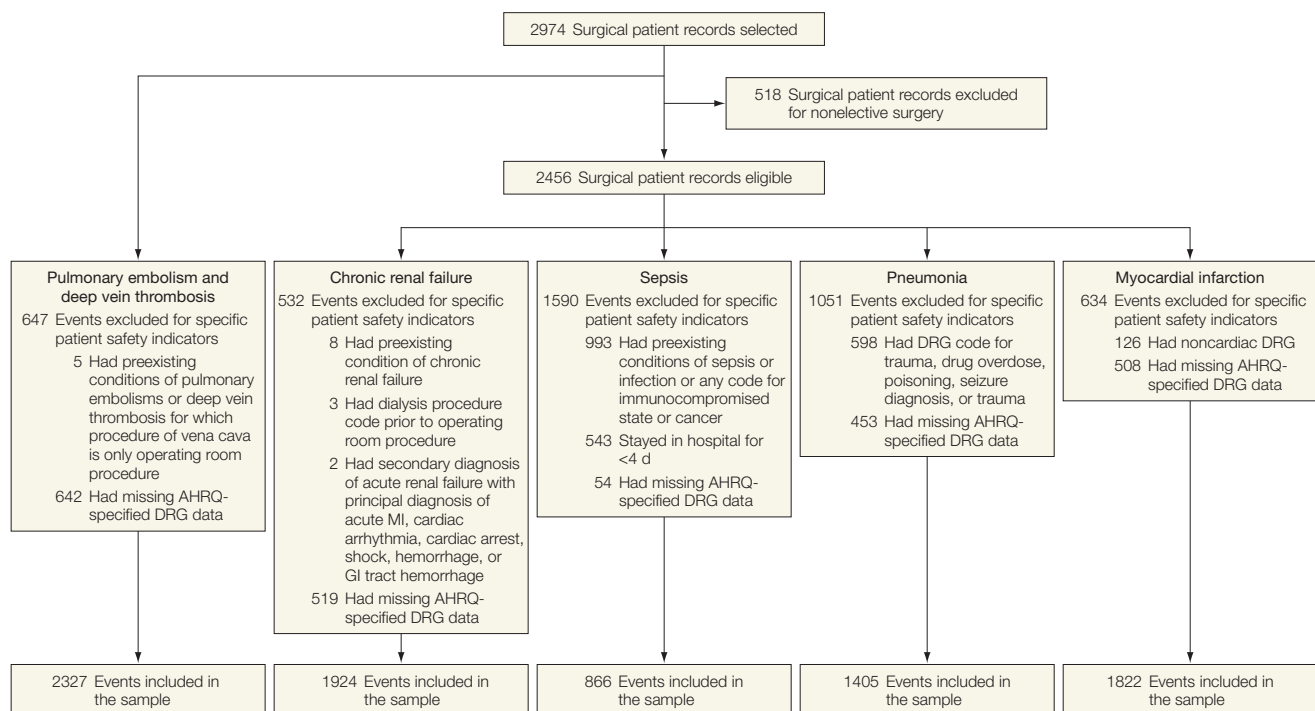 2974 Surgical patient records selected
518 Surgical patient records excluded
for nonelective surgery
2456 Surgical patient records eligible
Pulmonary embolism and
deep vein thrombosis
647 Events excluded for specific
patient safety indicators
5 Had preexisting
conditions of pulmonary
embolisms or deep vein
thrombosis for which
procedure of vena cava
is only operating room
procedure
642 Had missing AHRQ-
specified DRG data
Chronic renal failure
532 Events excluded for specific
patient safety indicators
8 Had preexisting
condition of chronic
renal failure
3 Had dialysis procedure
code prior to operating
room procedure
2 Had secondary diagnosis
of acute renal failure with
principal diagnosis of
acute MI, cardiac
arrhythmia, cardiac arrest,
shock, hemorrhage, or
GI tract hemorrhage
519 Had missing AHRQ-
specified DRG data
Sepsis
1590 Events excluded for specific
patient safety indicators
993 Had preexisting
conditions of sepsis or
infection or any code for
immunocompromised
state or cancer
543 Stayed in hospital for
<4 d
54 Had missing AHRQ-
specified DRG data
Pneumonia
1051 Events excluded for specific
patient safety indicators
598 Had DRG code for
trauma, drug overdose,
poisoning, seizure
diagnosis, or trauma
453 Had missing AHRQ-
specified DRG data
Myocardial infarction
634 Events excluded for specific
patient safety indicators
126 Had noncardiac DRG
508 Had missing AHRQ-
specified DRG data
2327 Events included in
the sample
1924 Events included in
the sample
866 Events included in
the sample
1405 Events included in
the sample
1822 Events included in
the sample